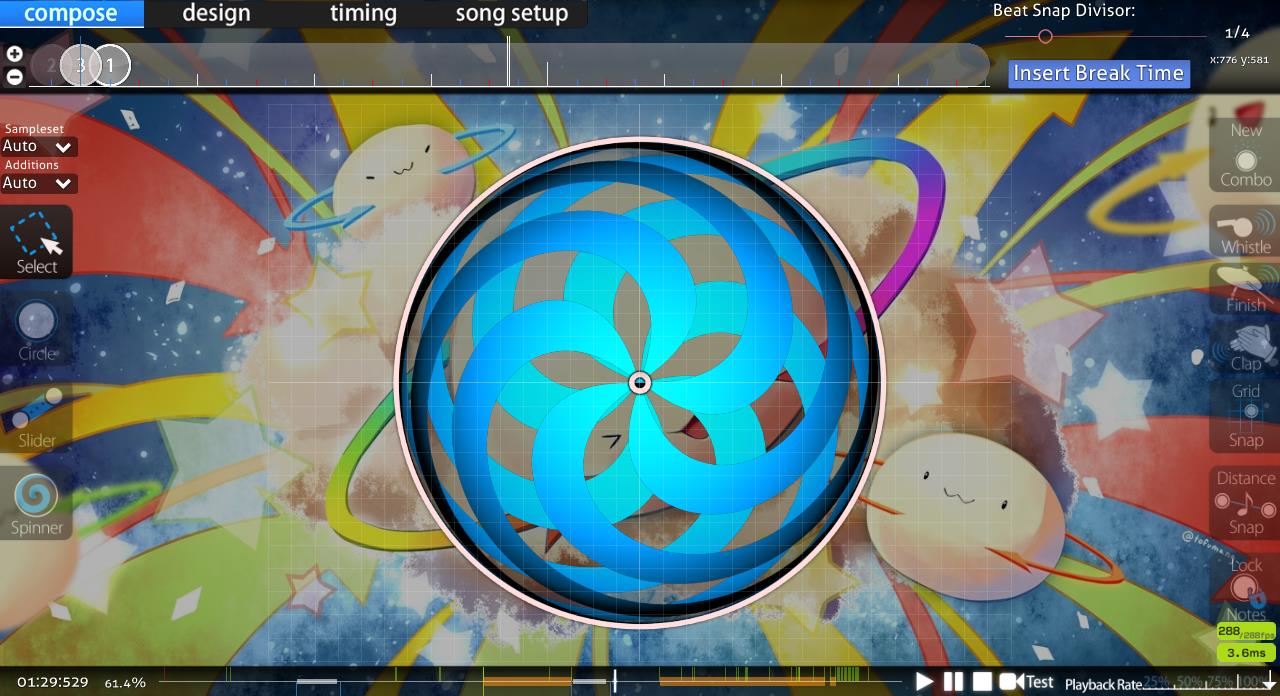 compose design timing song setup
Beat Snap Divisor:
1/4
x:776 y:581
Insert Break Time
2 3 1
Sampleset
Auto
Additions
Auto
Select
Circle
Slider
Spinner
New
Combo
Whistle
Finish
Clap
Grid
Snap
Distance
Snap
Lock
Notes
288/288fps
3.6ms
01:29:529 61.4%
Test
Playback Rate 25% 50% 75% 100%